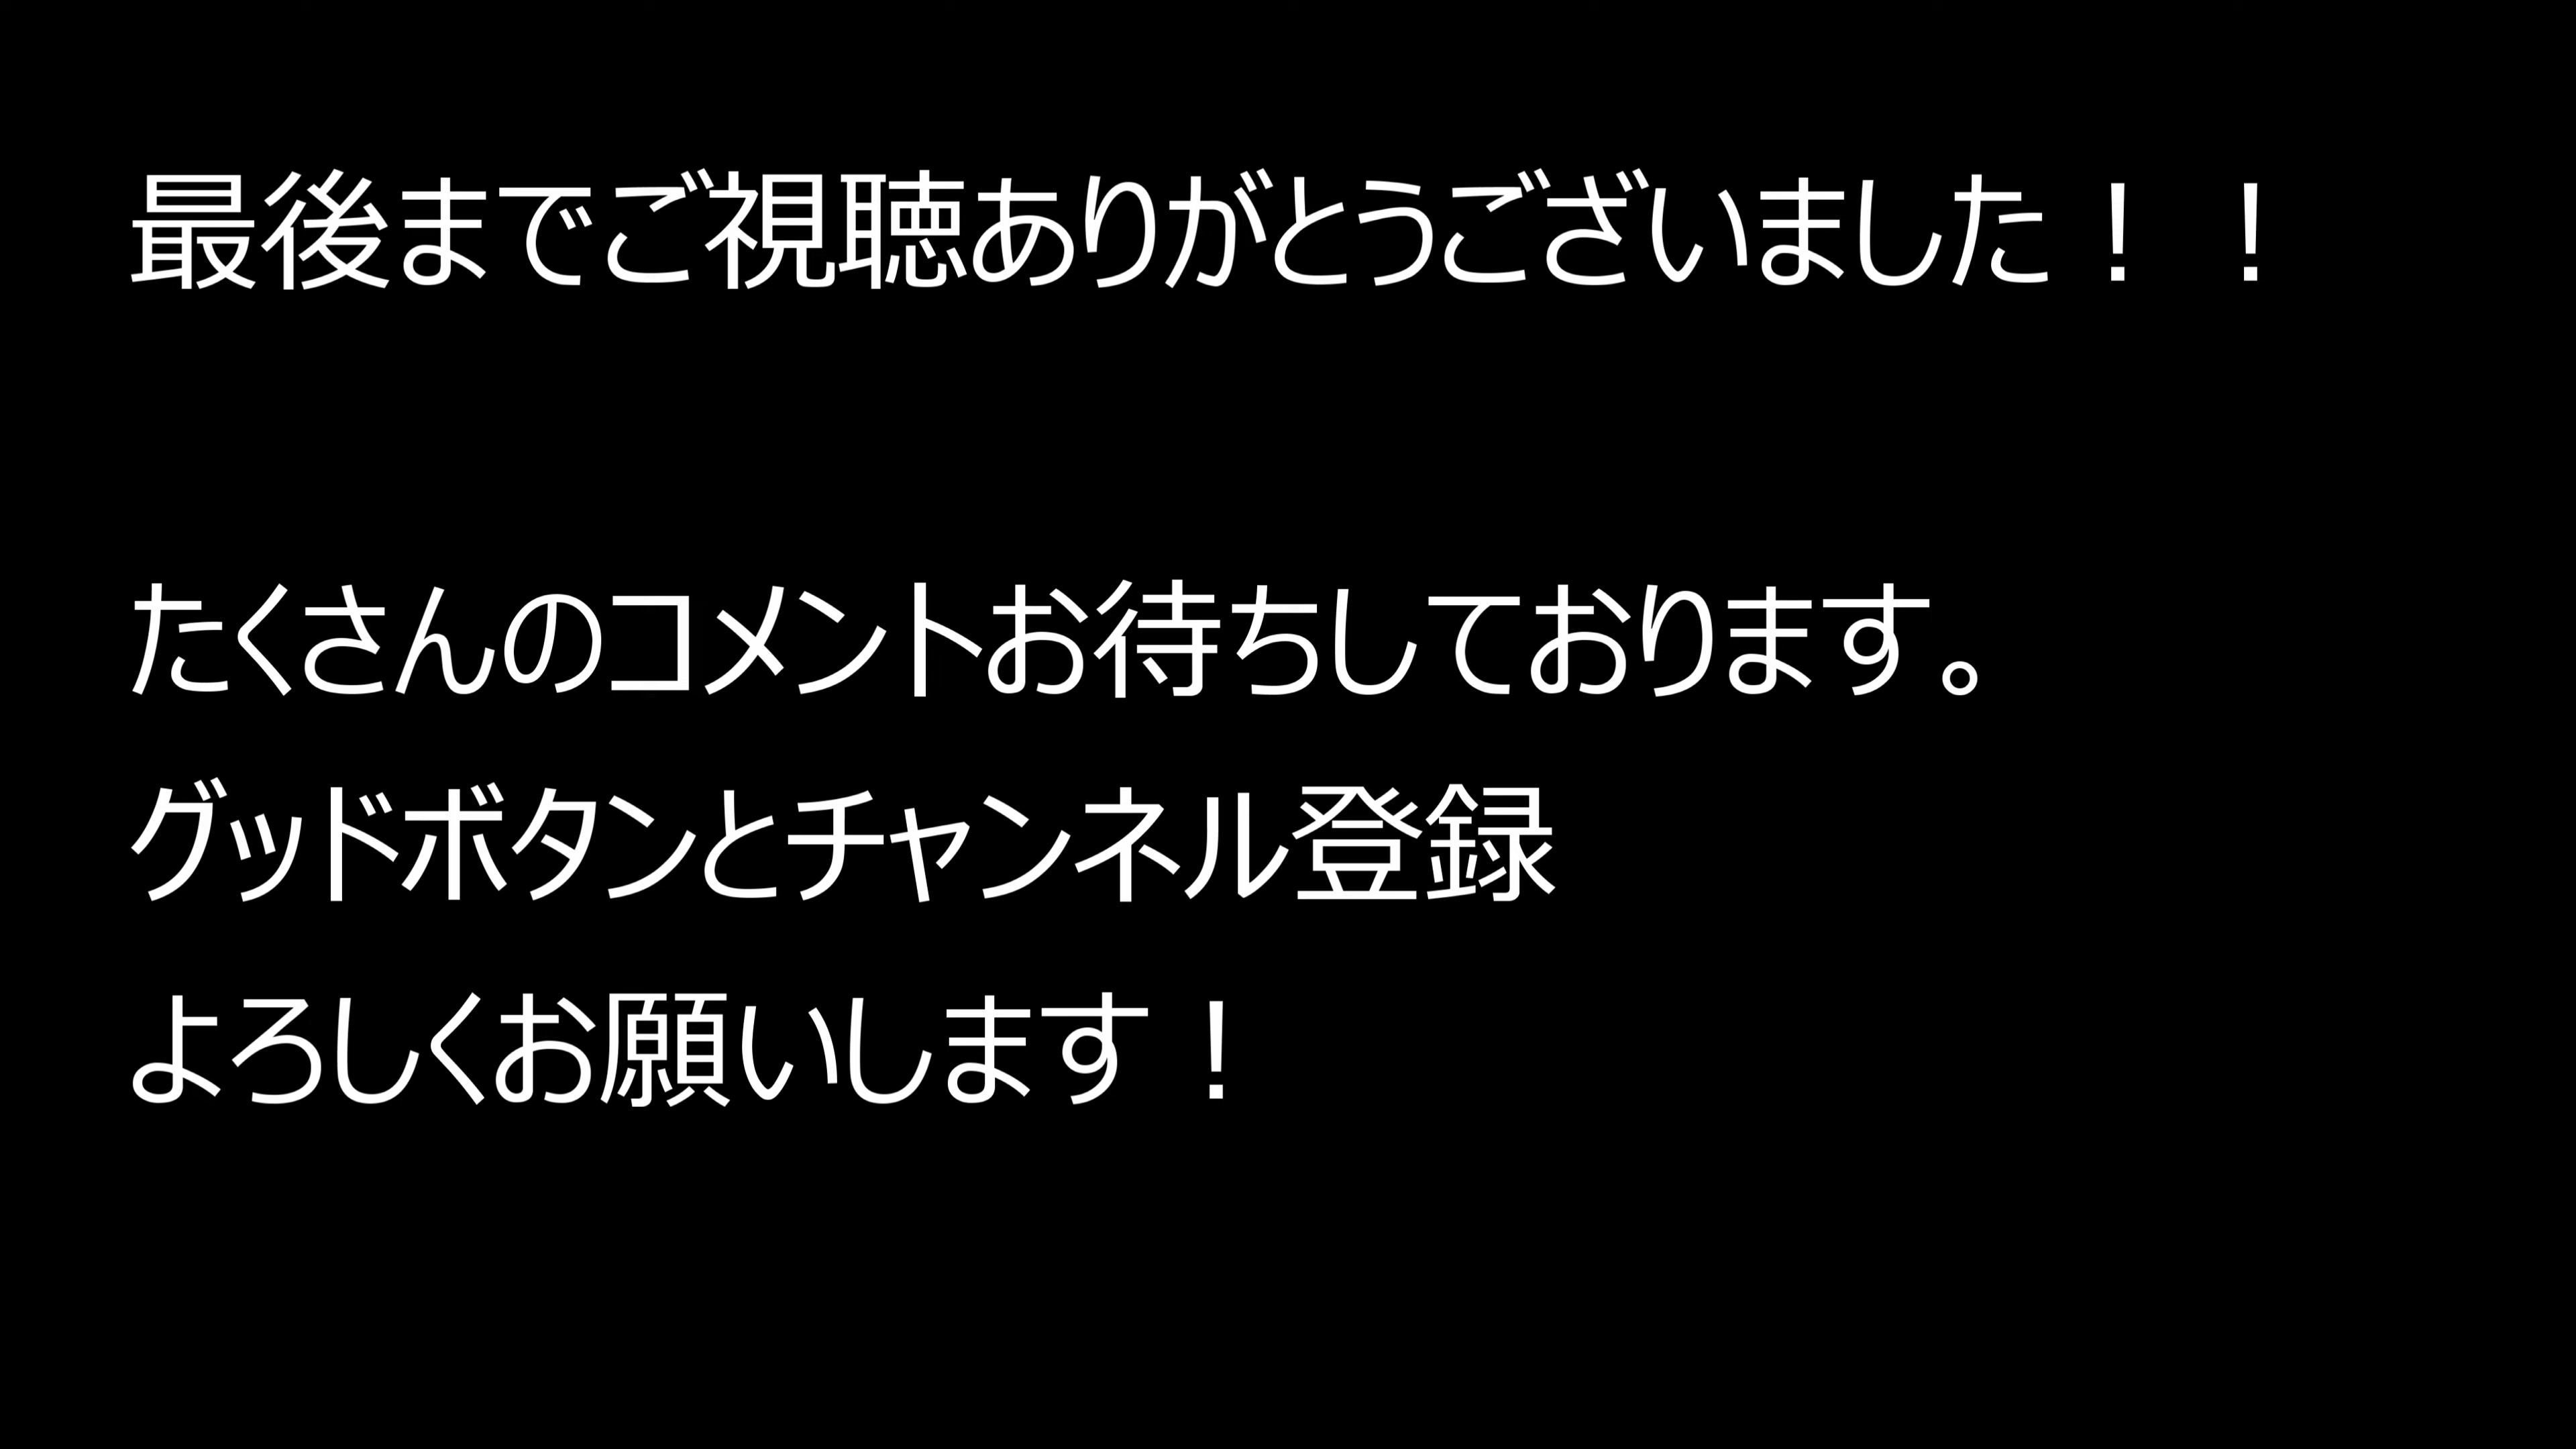 最後までご視聴ありがとうございました！！
たくさんのコメントお待ちしております。
グッドボタンとチャンネル登録
よろしくお願いします！